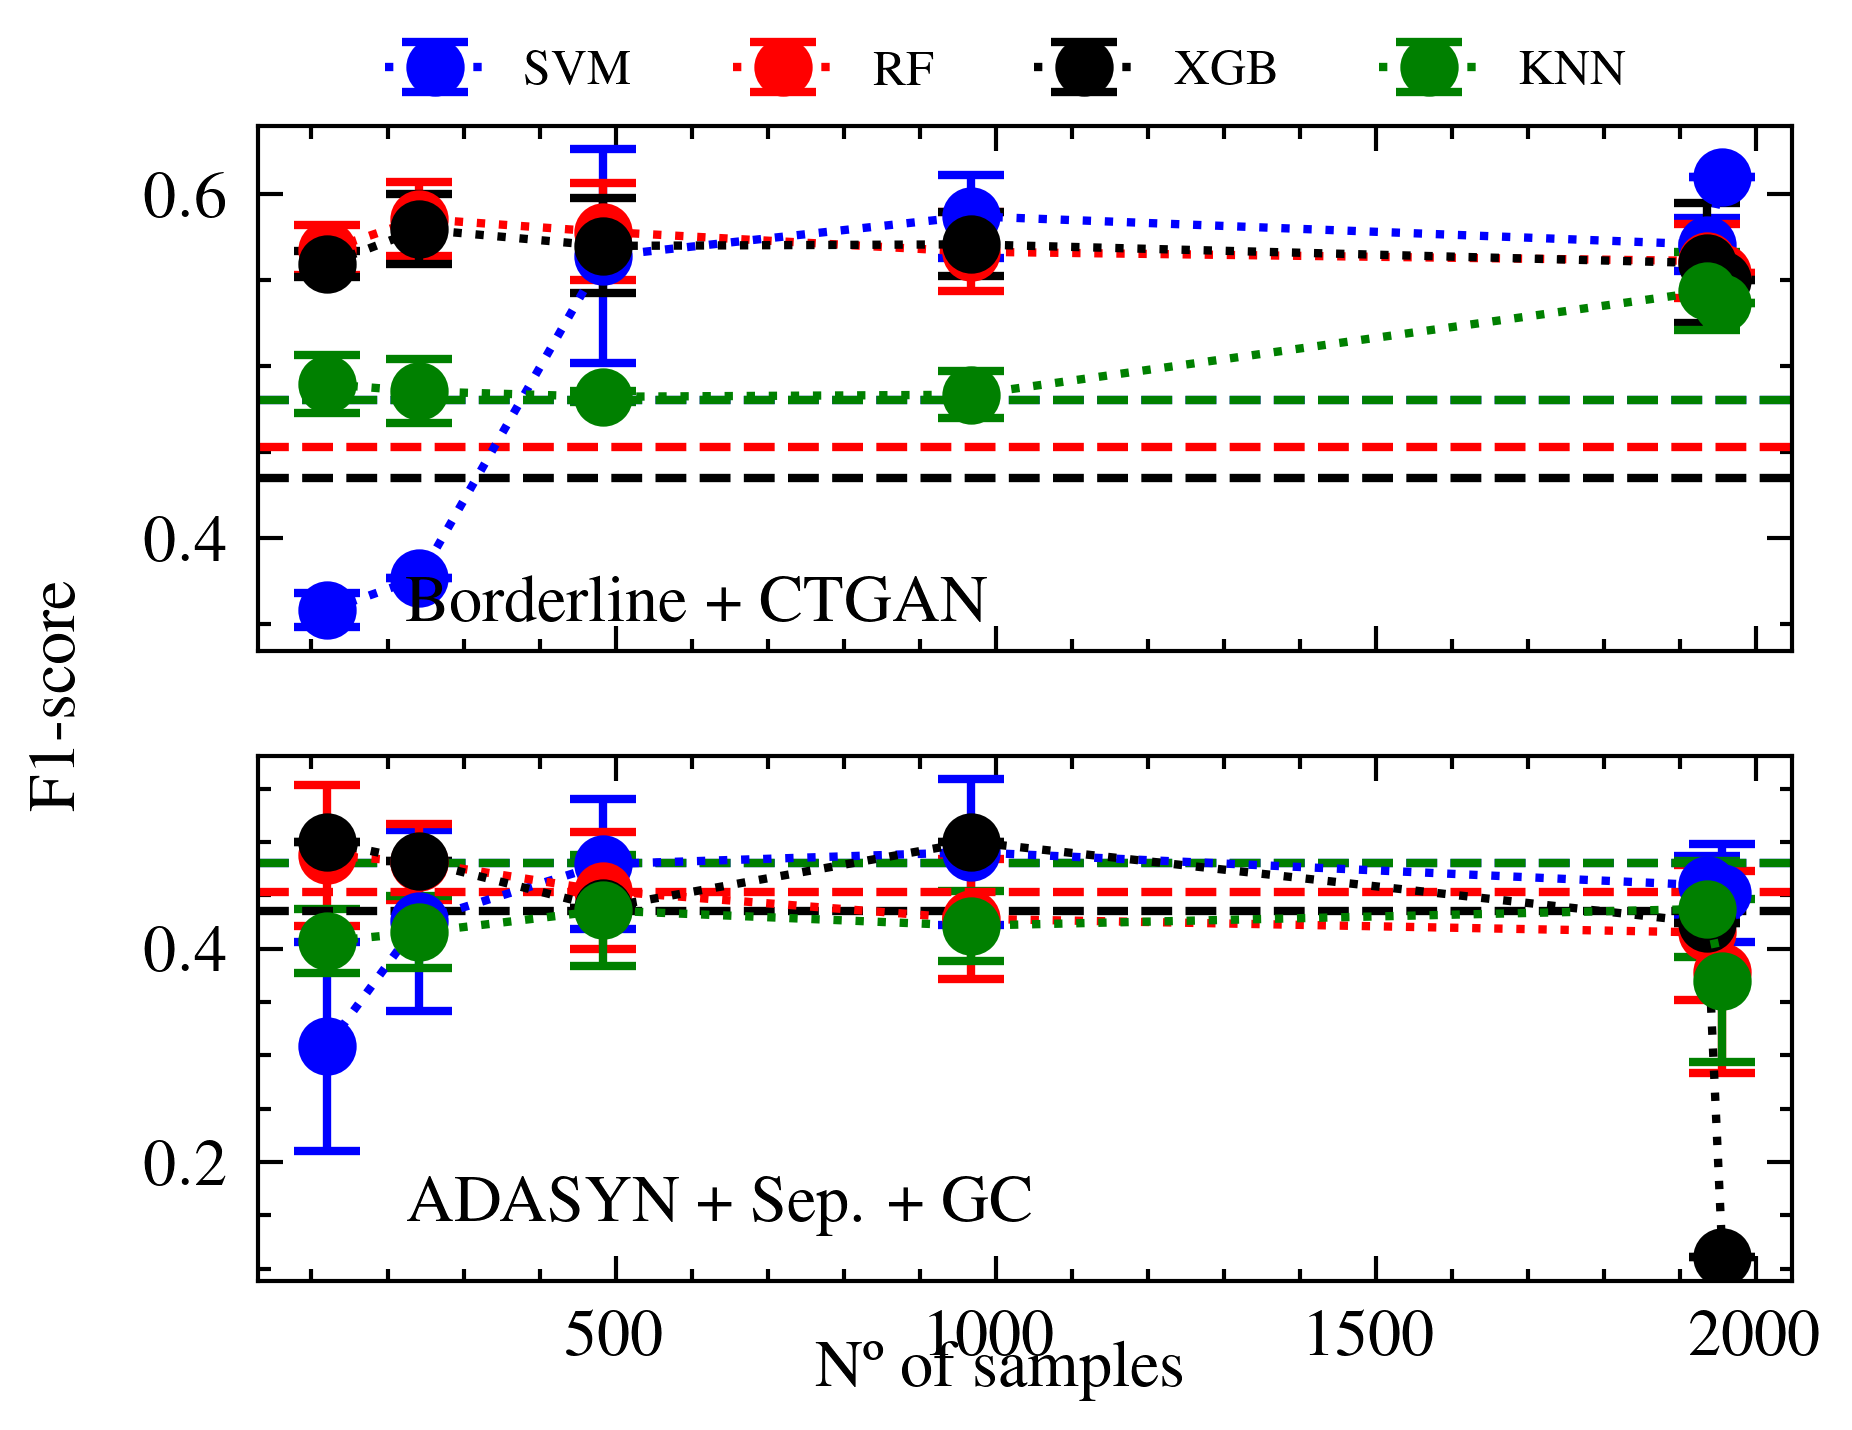 SVM RF XGB KNN
0.6
0.4
Borderline + CTGAN
F1-score
0.4
0.2
ADASYN + Sep. + GC
500 1000 1500 2000
Nº of samples